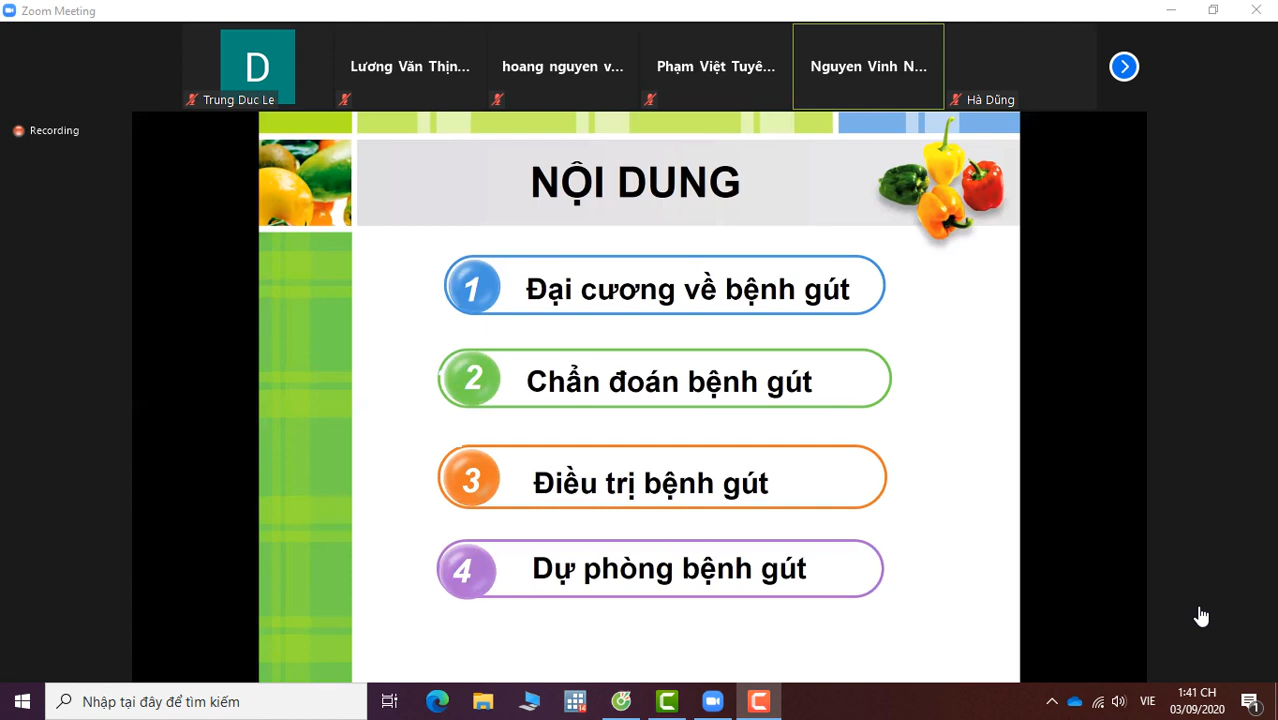 Zoom Meeting
D
Trung Duc Le
Lương Văn Thịn...
hoang nguyen v...
Phạm Việt Tuyê...
Nguyen Vinh N...
Hà Dũng
Recording
NỘI DUNG
1 Đại cương về bệnh gút
2 Chẩn đoán bệnh gút
3 Điều trị bệnh gút
4 Dự phòng bệnh gút
Nhập tại đây để tìm kiếm
14
VIE
1:41 CH
03/09/2020
1